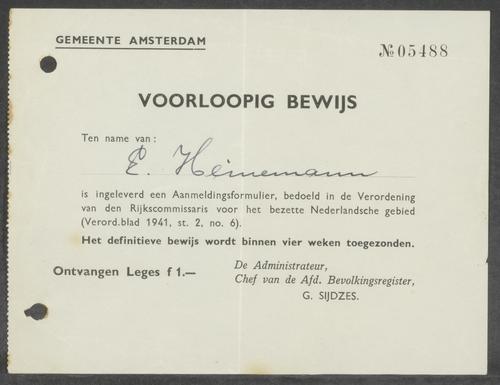 GEMEENTE AMSTERDAM
№ 05488
VOORLOOPIG BEWIJS
Ten name van:
E. Heinemann
is ingeleverd een Aanmeldingsformulier, bedoeld in de Verordening
van den Rijkscommissaris voor het bezette Nederlandsche gebied
(Verord.blad 1941, st. 2, no. 6).
Het definitieve bewijs wordt binnen vier weken toegezonden.
Ontvangen Leges f 1.—
De Administrateur,
Chef van de Afd. Bevolkingsregister,
G. SIJDZES.